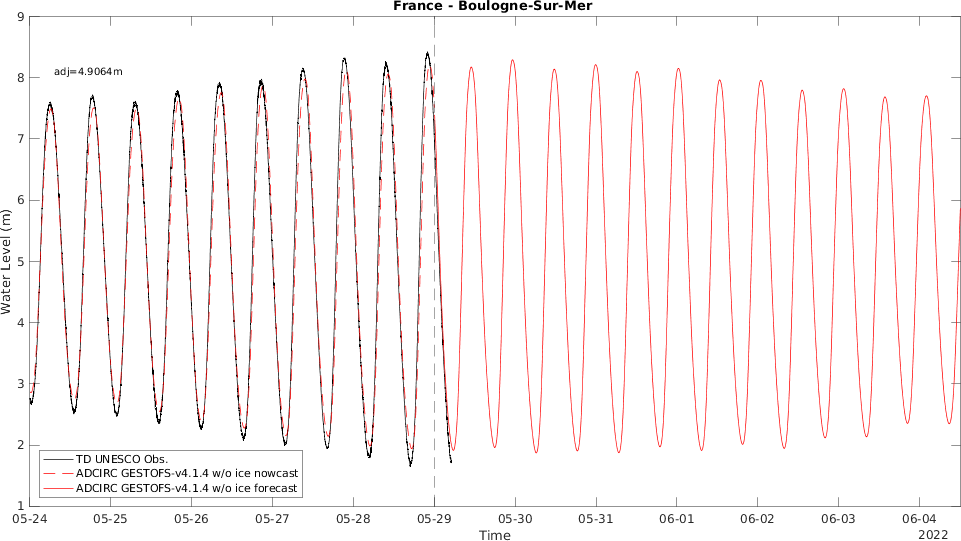 France - Boulogne-Sur-Mer
9
adj=4.9064m
8
7
6
5
4
3
2
1
Water Level (m)
TD UNESCO Obs.
ADCIRC GESTOFS-v4.1.4 w/o ice nowcast
ADCIRC GESTOFS-v4.1.4 w/o ice forecast
05-24 05-25 05-26 05-27 05-28 05-29 05-30 05-31 06-01 06-02 06-03 06-04
Time
2022